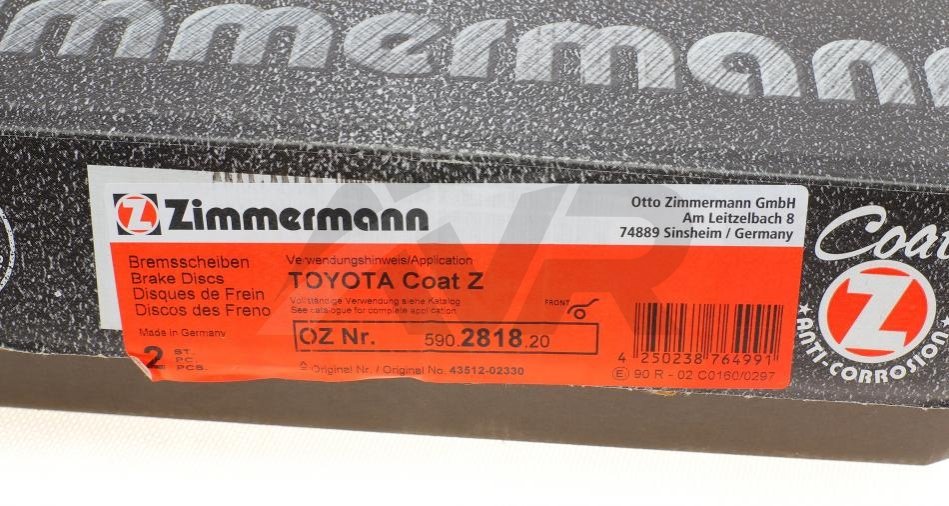 mmermann
Z Zimmermann
Otto Zimmermann GmbH
Am Leitzelbach 8
74889 Sinsheim / Germany
Bremsscheiben
Brake Discs
Disques de Frein
Discos des Freno
Made in Germany
2 ST.
PC.
PCS.
Verwendungshinweis/Application
TOYOTA Coat Z
Vollständige Verwendung siehe Katalog
See catalogue for complete application
FRONT
OZ Nr. 590.2818.20
Original Nr. / Original No. 43512-02330
4 250238 764991
E 90 R - 02 C0160/0297
Coat
Z
*ANTI CORROSION
AVR